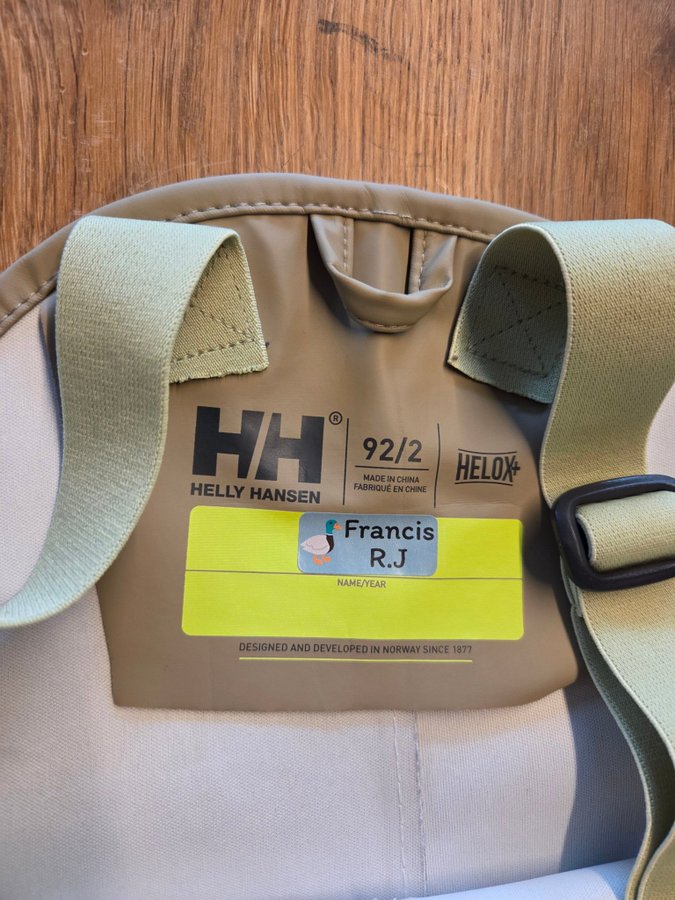 HH®
HELLY HANSEN
92/2
MADE IN CHINA
FABRIQUÉ EN CHINE
HELOX+
Francis
R.J
NAME/YEAR
DESIGNED AND DEVELOPED IN NORWAY SINCE 1877